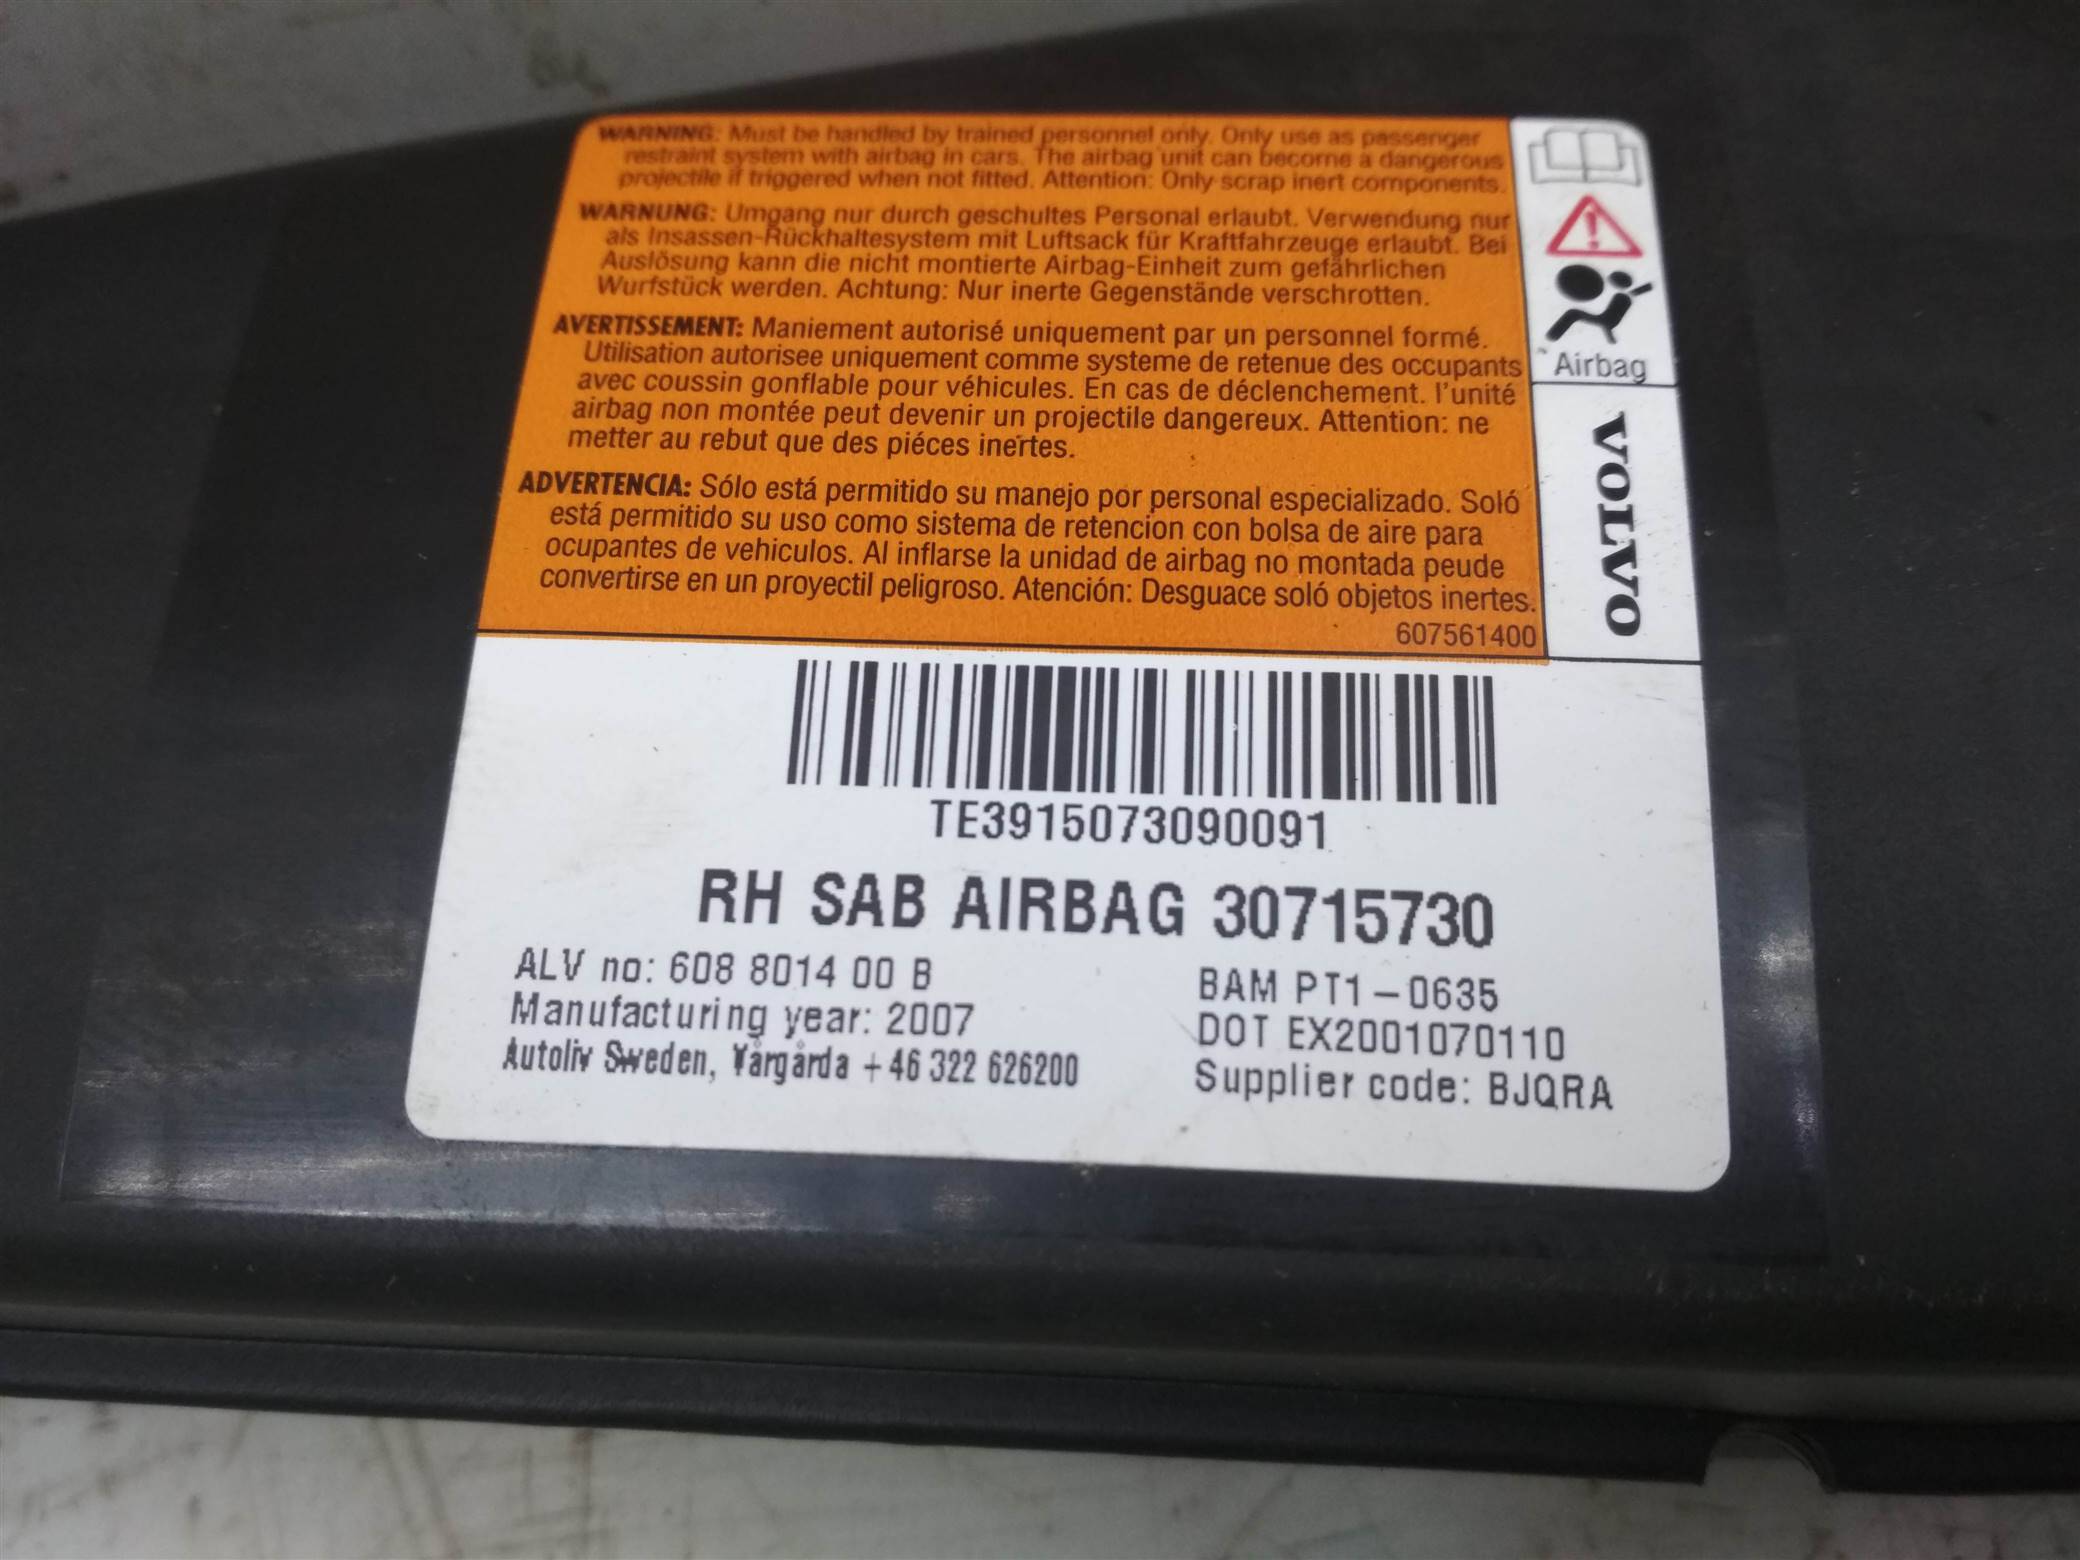 WARNING: Must be handled by trained personnel only. Only use as passenger
restraint system with airbag in cars. The airbag unit can become a dangerous
projectile if triggered when not fitted. Attention: Only scrap inert components.
WARNUNG: Umgang nur durch geschultes Personal erlaubt. Verwendung nur
als Insassen-Rückhaltesystem mit Luftsack für Kraftfahrzeuge erlaubt. Bei
Auslösung kann die nicht montierte Airbag-Einheit zum gefährlichen
Wurfstück werden. Achtung: Nur inerte Gegenstände verschrotten.
AVERTISSEMENT: Maniement autorisé uniquement par un personnel formé.
Utilisation autorisee uniquement comme systeme de retenue des occupants
avec coussin gonflable pour véhicules. En cas de déclenchement. l'unité
airbag non montée peut devenir un projectile dangereux. Attention: ne
metter au rebut que des piéces inertes.
ADVERTENCIA: Sólo está permitido su manejo por personal especializado. Soló
está permitido su uso como sistema de retencion con bolsa de aire para
ocupantes de vehiculos. Al inflarse la unidad de airbag no montada peude
convertirse en un proyectil peligroso. Atención: Desguace soló objetos inertes.
607561400
Airbag
VOLVO
TE3915073090091
RH SAB AIRBAG 30715730
ALV no: 608 8014 00 B
Manufacturing year: 2007
Autoliv Sweden, Vårgårda +46 322 626200
BAM PT1-0635
DOT EX2001070110
Supplier code: BJQRA